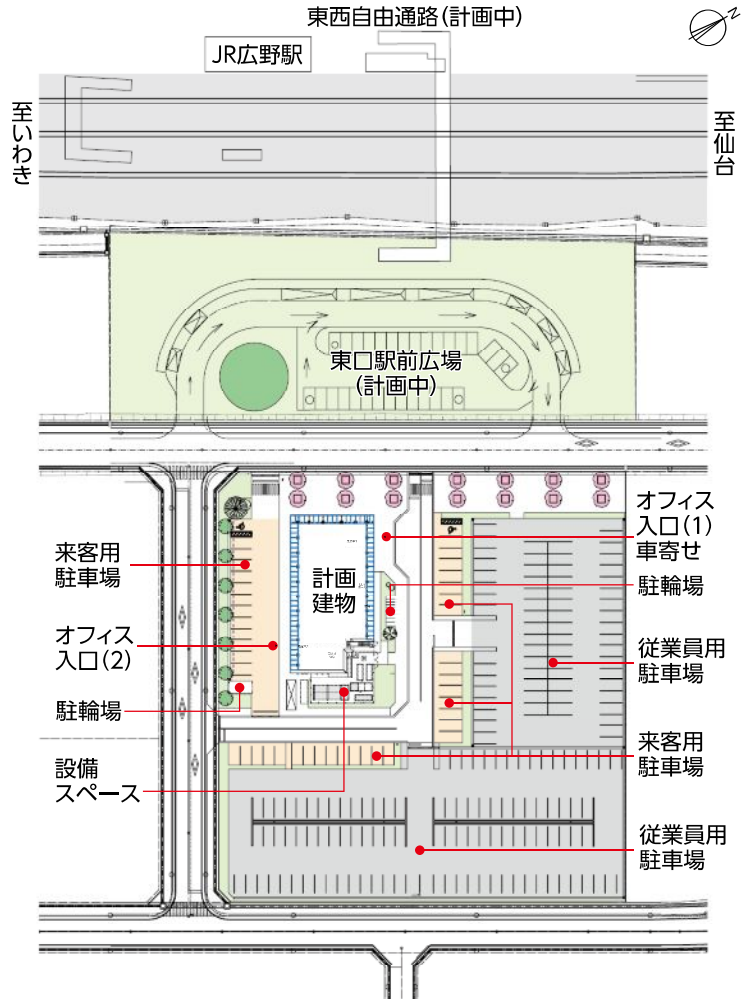 東西自由通路(計画中)
N
JR広野駅
至いわき
至仙台
東口駅前広場
(計画中)
オフィス
入口(1)
車寄せ
来客用
駐車場
計画
建物
駐輪場
オフィス
入口(2)
従業員用
駐車場
駐輪場
来客用
駐車場
設備
スペース
従業員用
駐車場